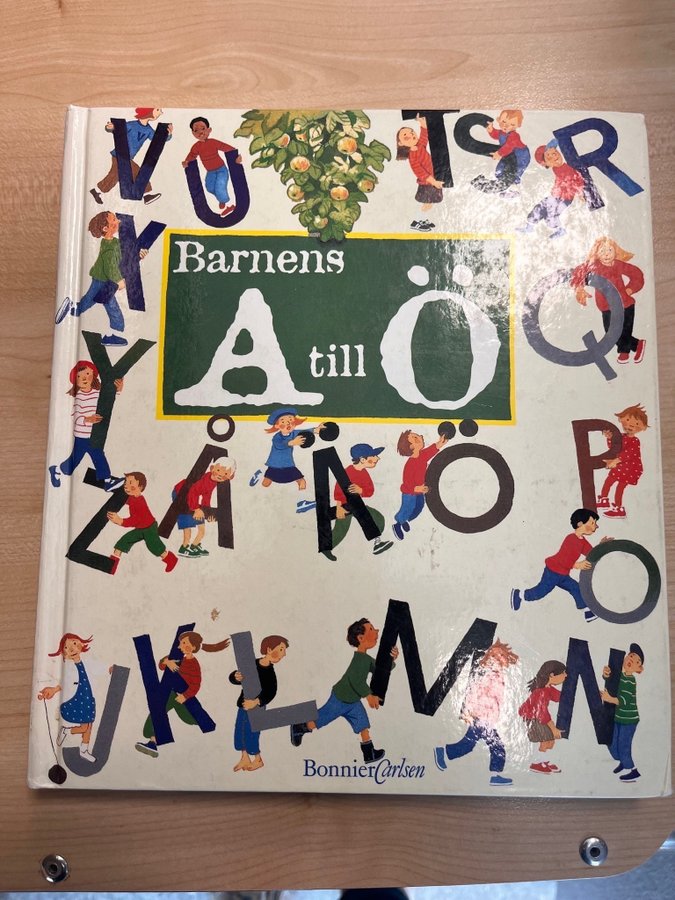 V U T S R
X
Barnens
A till Ö
Q
Y
P
Z Å Ä Ö
O
J K L M N
BonnierCarlsen